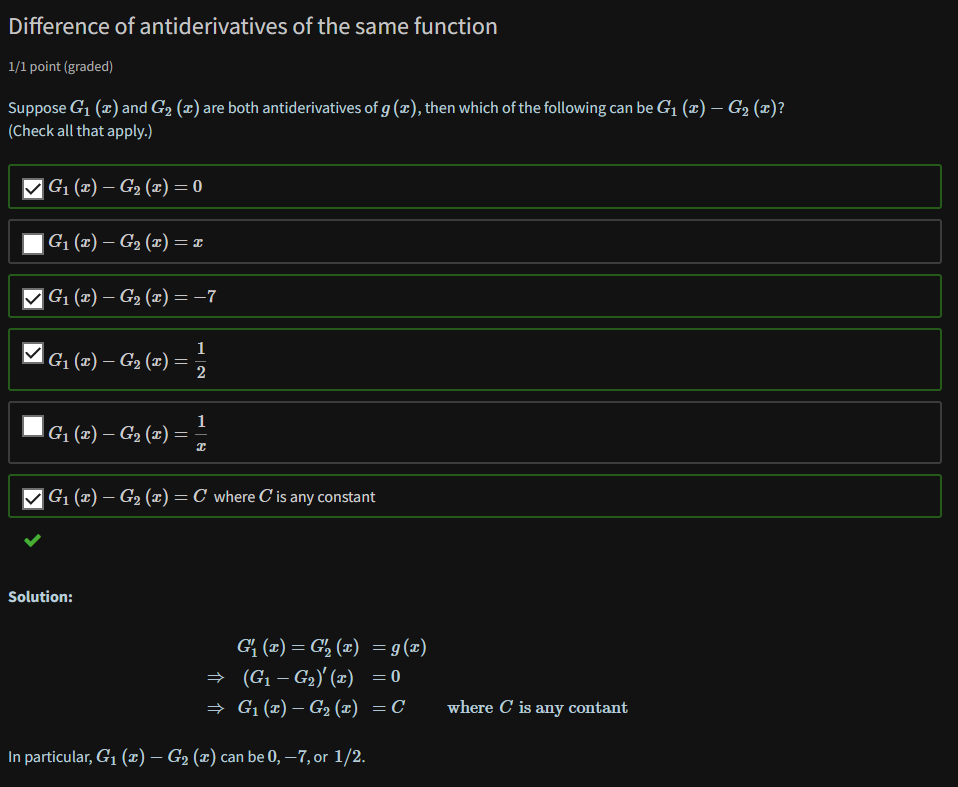 Difference of antiderivatives of the same function
1/1 point (graded)
Suppose G₁ (x) and G₂ (x) are both antiderivatives of g (x), then which of the following can be G₁ (x) − G₂ (x)?
(Check all that apply.)
G₁ (x) − G₂ (x) = 0
G₁ (x) − G₂ (x) = x
G₁ (x) − G₂ (x) = −7
G₁ (x) − G₂ (x) = 1/2
G₁ (x) − G₂ (x) = 1/x
G₁ (x) − G₂ (x) = C where C is any constant
Solution:
G₁′ (x) = G₂′ (x) = g (x)
⇒ (G₁ − G₂)′ (x) = 0
⇒ G₁ (x) − G₂ (x) = C where C is any contant
In particular, G₁ (x) − G₂ (x) can be 0, −7, or 1/2.